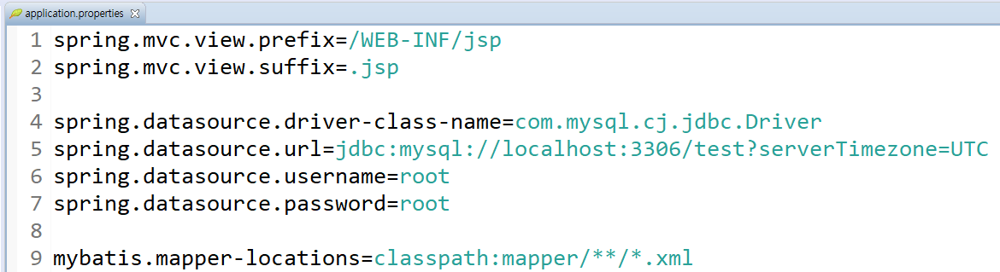 application.properties
1 spring.mvc.view.prefix=/WEB-INF/jsp
2 spring.mvc.view.suffix=.jsp
3
4 spring.datasource.driver-class-name=com.mysql.cj.jdbc.Driver
5 spring.datasource.url=jdbc:mysql://localhost:3306/test?serverTimezone=UTC
6 spring.datasource.username=root
7 spring.datasource.password=root
8
9 mybatis.mapper-locations=classpath:mapper/**/*.xml